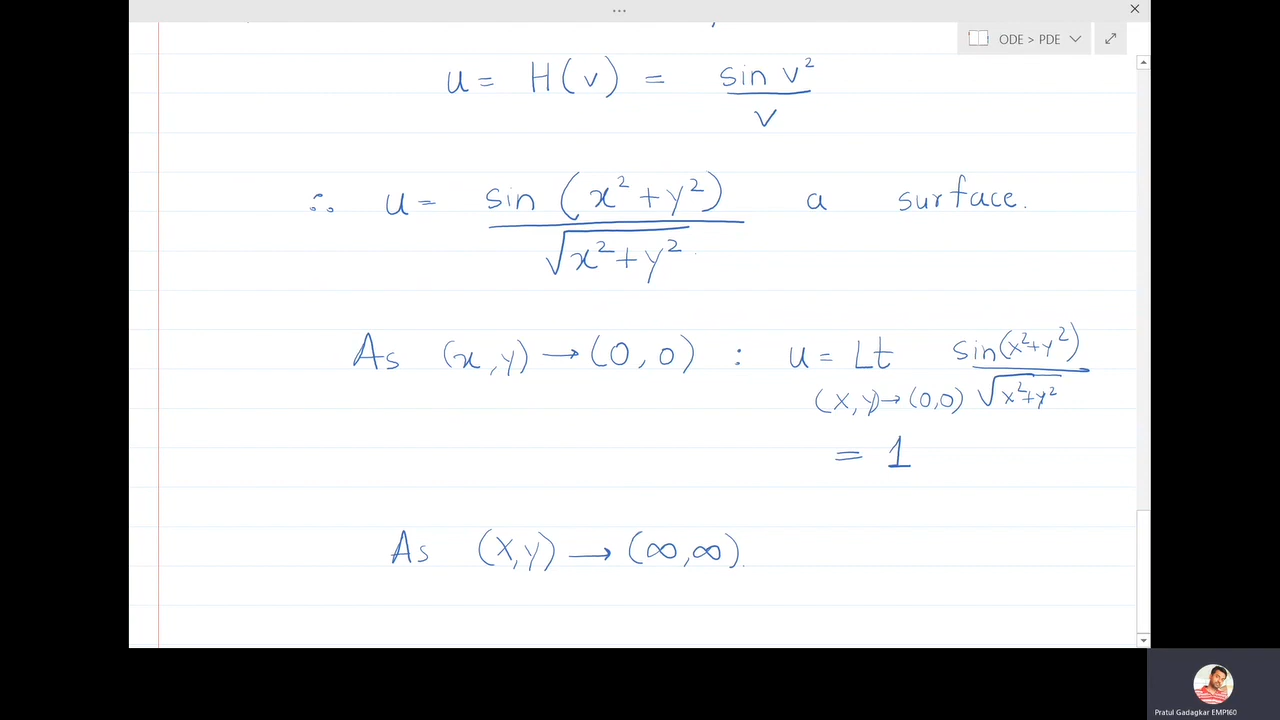 ODE > PDE
u = H(v) = sin v² / v
∴ u = sin (x² + y²) / √(x² + y²) a surface.
As (x, y) → (0, 0) : u = Lt (x, y) → (0,0) sin(x² + y²) / √(x² + y²)
= 1
As (x, y) → (∞, ∞).
Pratul Gadagkar EMP160